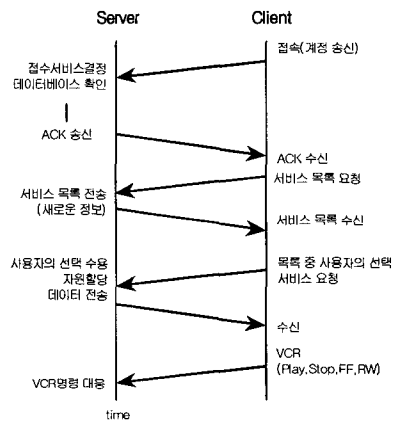 Server
Client
접속(계정 송신)
접수서비스결정
데이터베이스 확인
ACK 송신
ACK 수신
서비스 목록 요청
서비스 목록 전송
(새로운 정보)
서비스 목록 수신
사용자의 선택 수용
자원할당
데이터 전송
목록 중 사용자의 선택
서비스 요청
수신
VCR
(Play,Stop,FF,RW)
VCR명령 대응
time